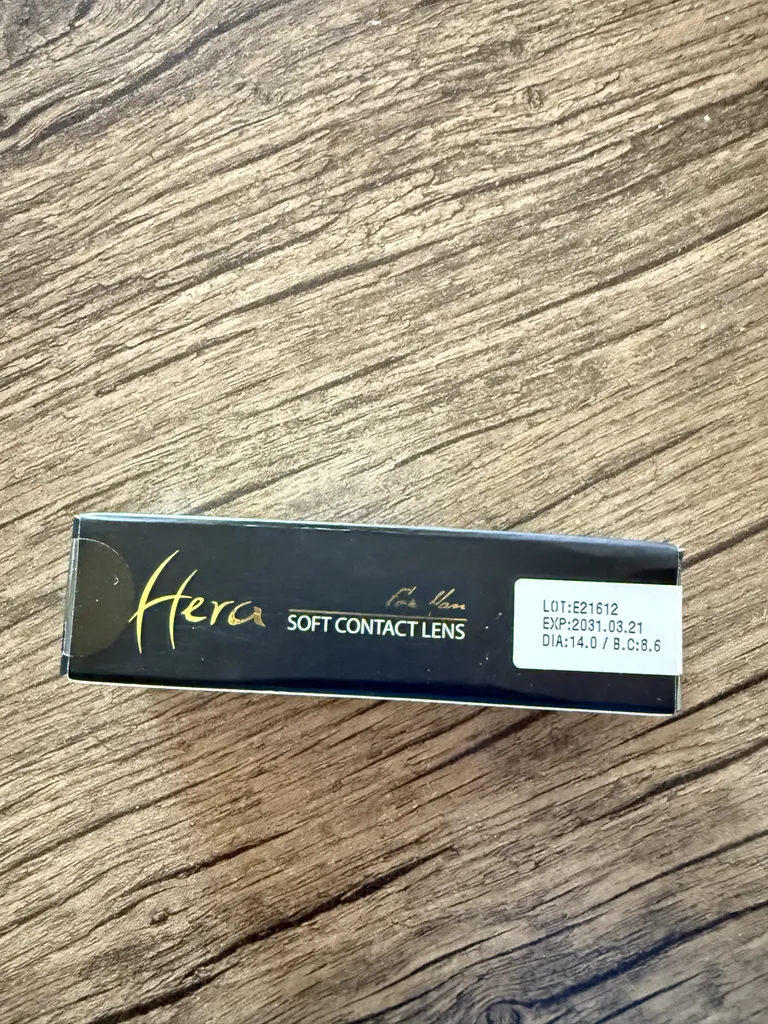 Hera
For Man
SOFT CONTACT LENS
LOT:E21612
EXP:2031.03.21
DIA:14.0 / B.C:8.6